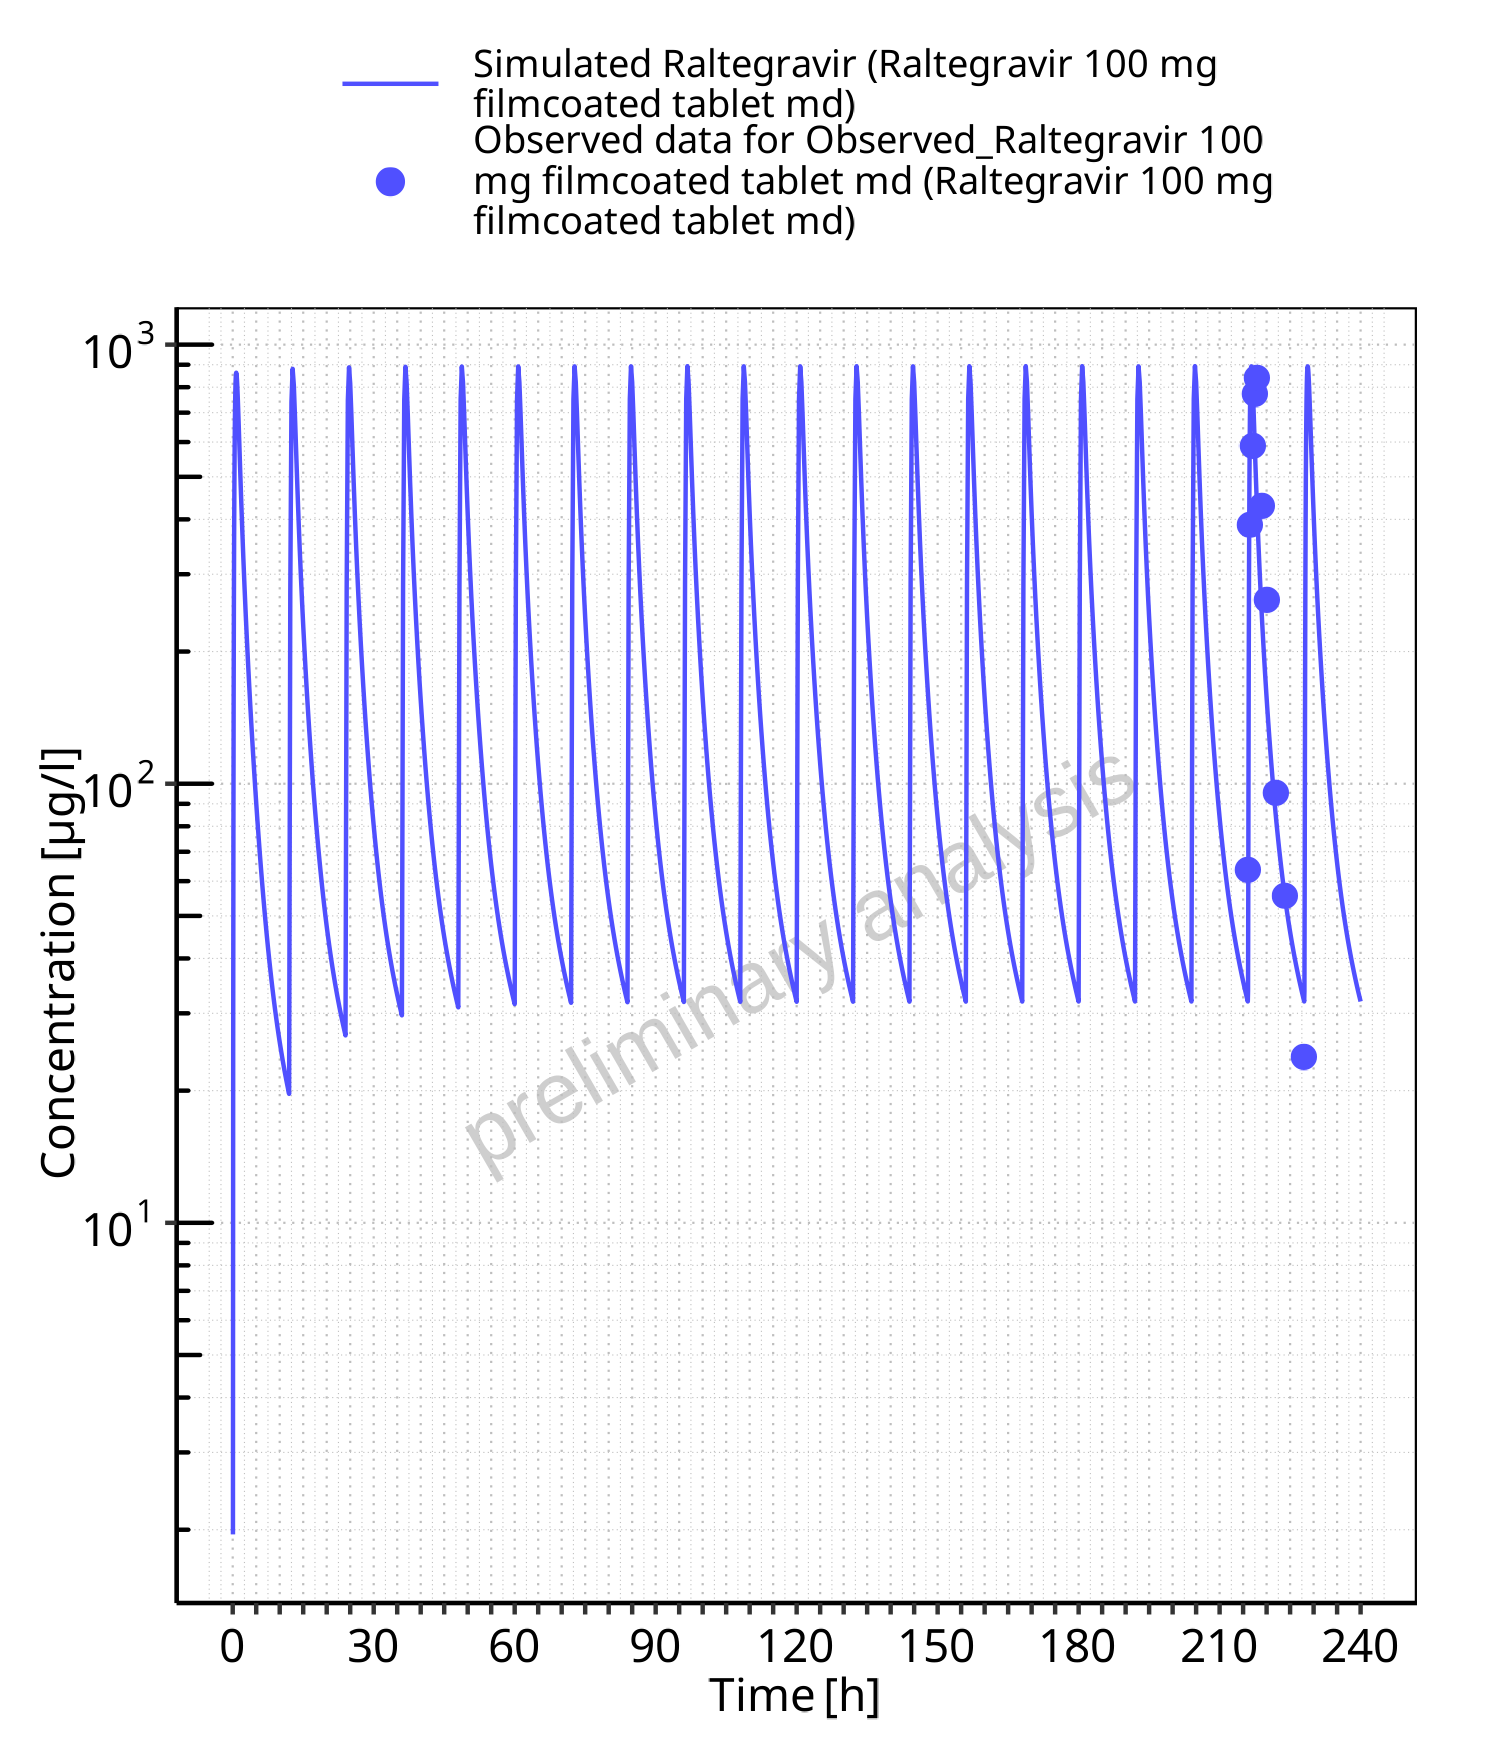 Simulated Raltegravir (Raltegravir 100 mg
filmcoated tablet md)
Observed data for Observed_Raltegravir 100
mg filmcoated tablet md (Raltegravir 100 mg
filmcoated tablet md)
10³
10²
10¹
Concentration [µg/l]
preliminary analysis
0 30 60 90 120 150 180 210 240
Time [h]